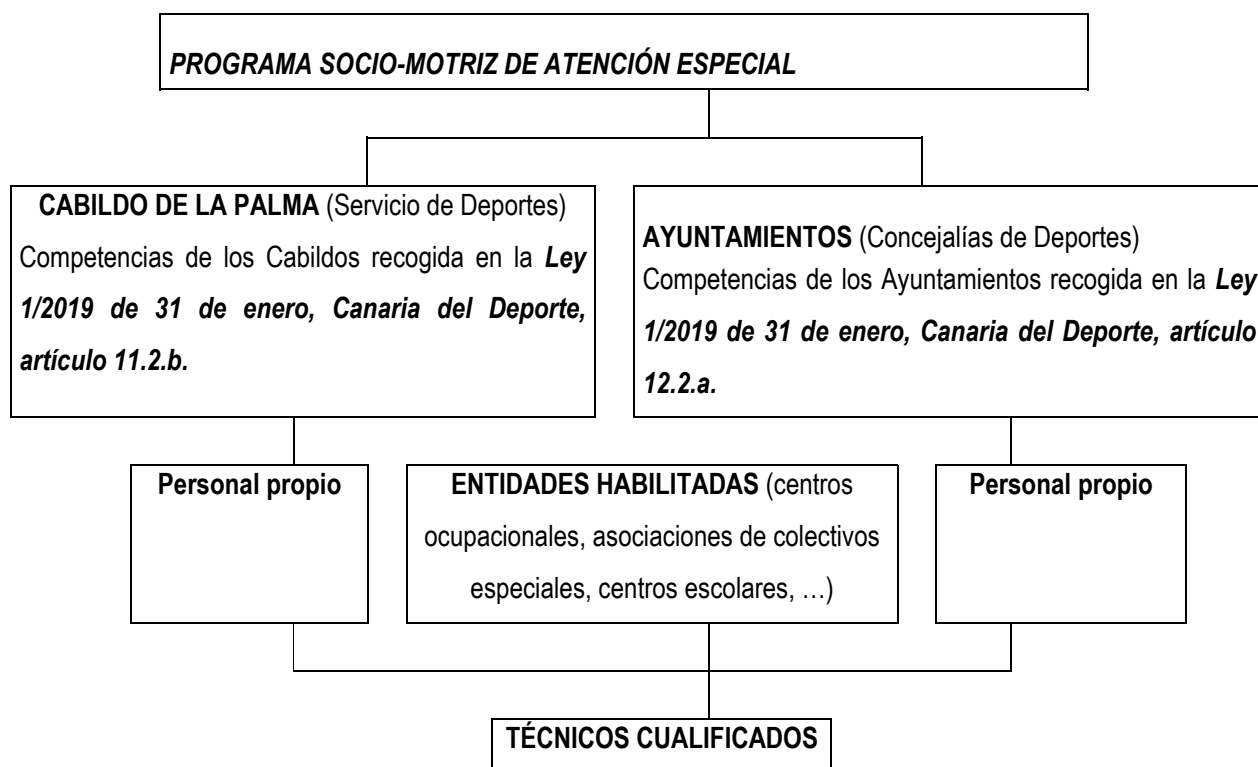 PROGRAMA SOCIO-MOTRIZ DE ATENCIÓN ESPECIAL
CABILDO DE LA PALMA (Servicio de Deportes)
Competencias de los Cabildos recogida en la Ley
1/2019 de 31 de enero, Canaria del Deporte,
artículo 11.2.b.
AYUNTAMIENTOS (Concejalías de Deportes)
Competencias de los Ayuntamientos recogida en la Ley
1/2019 de 31 de enero, Canaria del Deporte, artículo
12.2.a.
Personal propio
ENTIDADES HABILITADAS (centros
ocupacionales, asociaciones de colectivos
especiales, centros escolares, …)
Personal propio
TÉCNICOS CUALIFICADOS